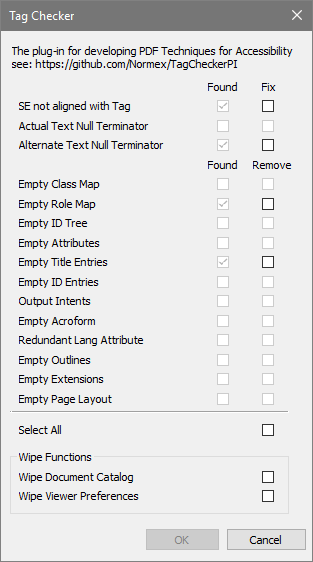 Tag Checker
The plug-in for developing PDF Techniques for Accessibility
see: https://github.com/Normex/TagCheckerPI
Found Fix
SE not aligned with Tag
Actual Text Null Terminator
Alternate Text Null Terminator
Found Remove
Empty Class Map
Empty Role Map
Empty ID Tree
Empty Attributes
Empty Title Entries
Empty ID Entries
Output Intents
Empty Acroform
Redundant Lang Attribute
Empty Outlines
Empty Extensions
Empty Page Layout
Select All
Wipe Functions
Wipe Document Catalog
Wipe Viewer Preferences
OK Cancel